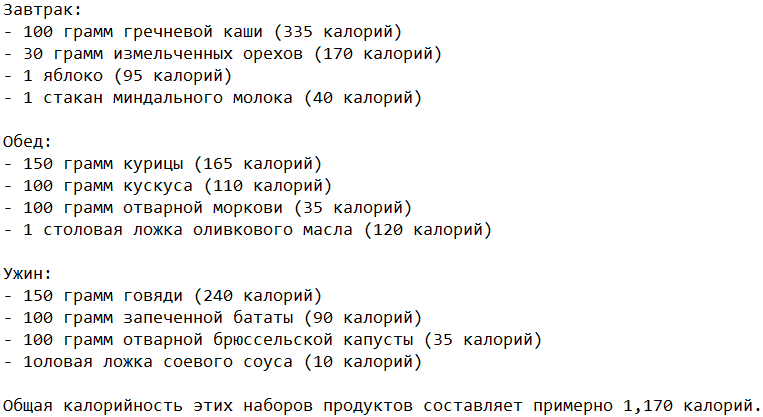 Завтрак:
- 100 грамм гречневой каши (335 калорий)
- 30 грамм измельченных орехов (170 калорий)
- 1 яблоко (95 калорий)
- 1 стакан миндального молока (40 калорий)
Обед:
- 150 грамм курицы (165 калорий)
- 100 грамм кускуса (110 калорий)
- 100 грамм отварной моркови (35 калорий)
- 1 столовая ложка оливкового масла (120 калорий)
Ужин:
- 150 грамм говяди (240 калорий)
- 100 грамм запеченной бататы (90 калорий)
- 100 грамм отварной брюссельской капусты (35 калорий)
- 1оловая ложка соевого соуса (10 калорий)
Общая калорийность этих наборов продуктов составляет примерно 1,170 калорий.